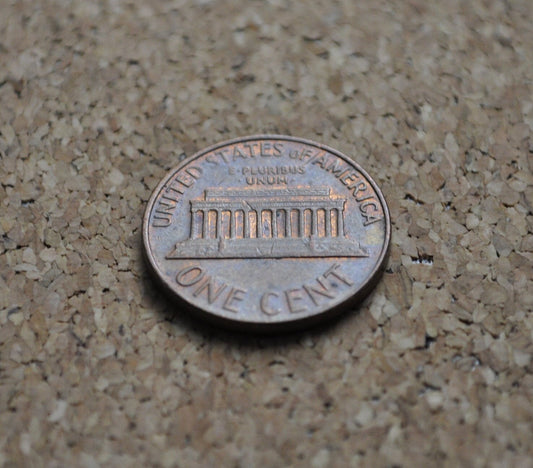 UNITED STATES OF AMERICA
E·PLURIBUS
UNUM
ONE CENT